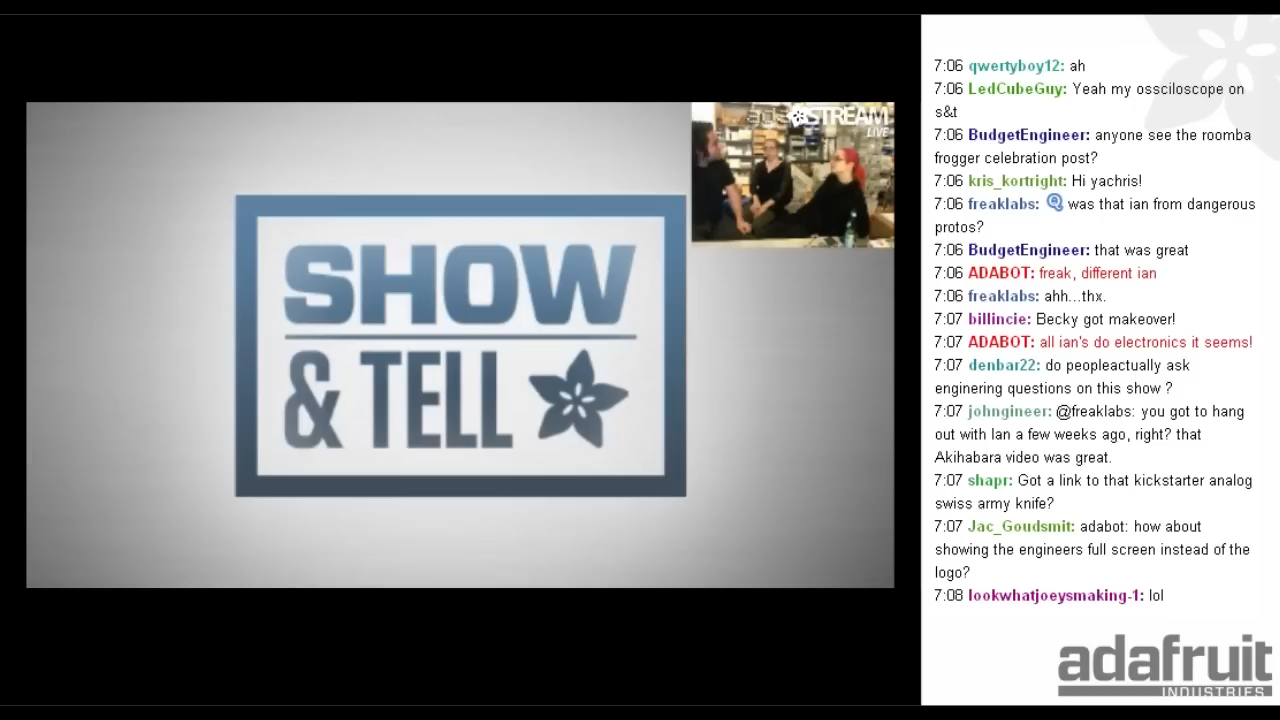 SHOW
& TELL
adafruit STREAM
LIVE
7:06 qwertyboy12: ah
7:06 LedCubeGuy: Yeah my ossciloscope on
s&t
7:06 BudgetEngineer: anyone see the roomba
frogger celebration post?
7:06 kris_kortright: Hi yachris!
7:06 freaklabs: was that ian from dangerous
protos?
7:06 BudgetEngineer: that was great
7:06 ADABOT: freak, different ian
7:06 freaklabs: ahh...thx.
7:07 billincie: Becky got makeover!
7:07 ADABOT: all ian's do electronics it seems!
7:07 denbar22: do peopleactually ask
enginering questions on this show ?
7:07 johngineer: @freaklabs: you got to hang
out with Ian a few weeks ago, right? that
Akihabara video was great.
7:07 shapr: Got a link to that kickstarter analog
swiss army knife?
7:07 Jac_Goudsmit: adabot: how about
showing the engineers full screen instead of the
logo?
7:08 lookwhatjoeysmaking-1: lol
adafruit
INDUSTRIES